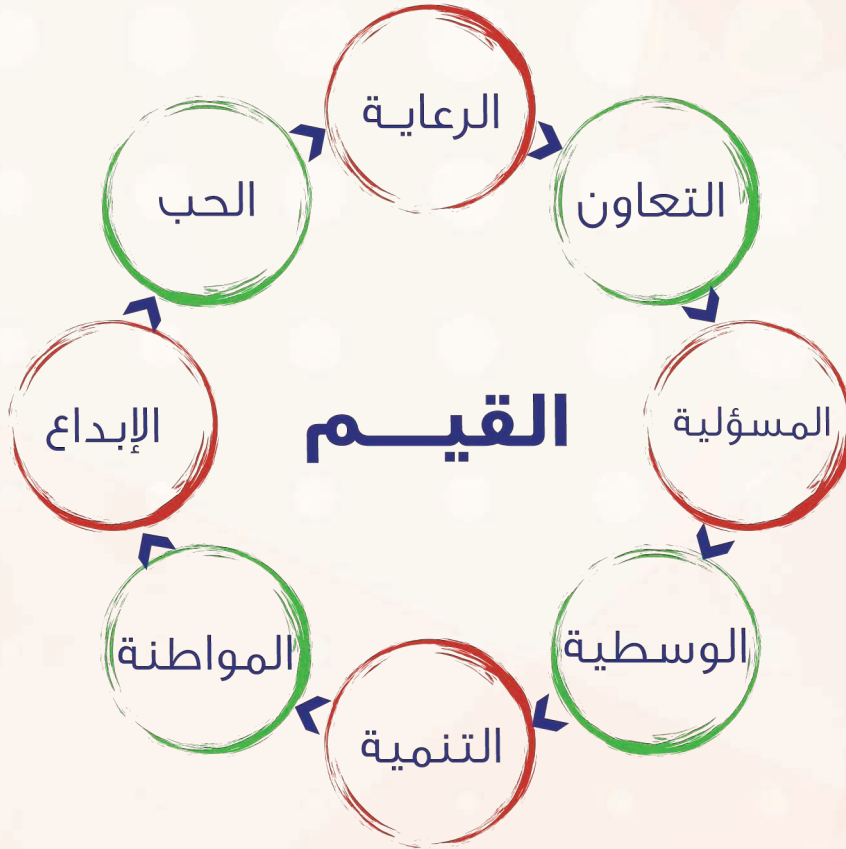 القيم
الرعاية
التعاون
المسؤلية
الوسطية
التنمية
المواطنة
الإبداع
الحب